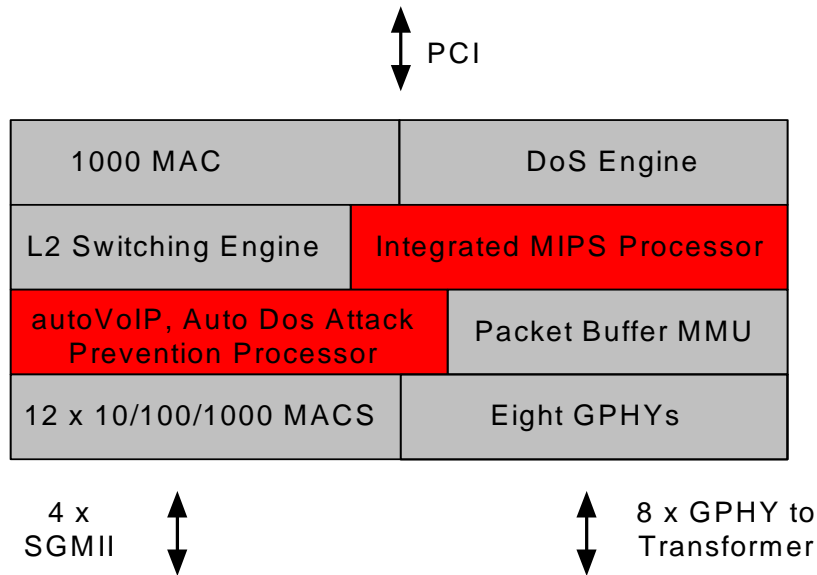 PCI
1000 MAC
DoS Engine
L2 Switching Engine
Integrated MIPS Processor
autoVoIP, Auto Dos Attack
Prevention Processor
Packet Buffer MMU
12 x 10/100/1000 MACS
Eight GPHYs
4 x
SGMII
8 x GPHY to
Transformer